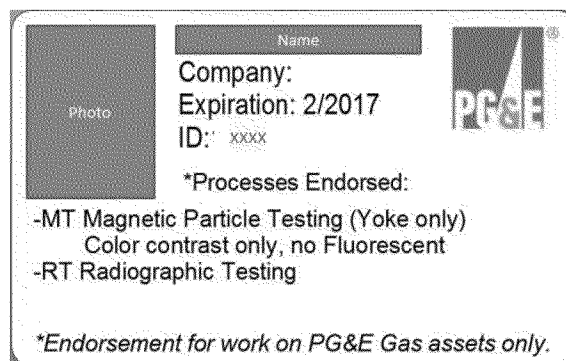 Name
Photo
Company:
Expiration: 2/2017
ID: xxxx
PG&E®
*Processes Endorsed:
-MT Magnetic Particle Testing (Yoke only)
Color contrast only, no Fluorescent
-RT Radiographic Testing
*Endorsement for work on PG&E Gas assets only.